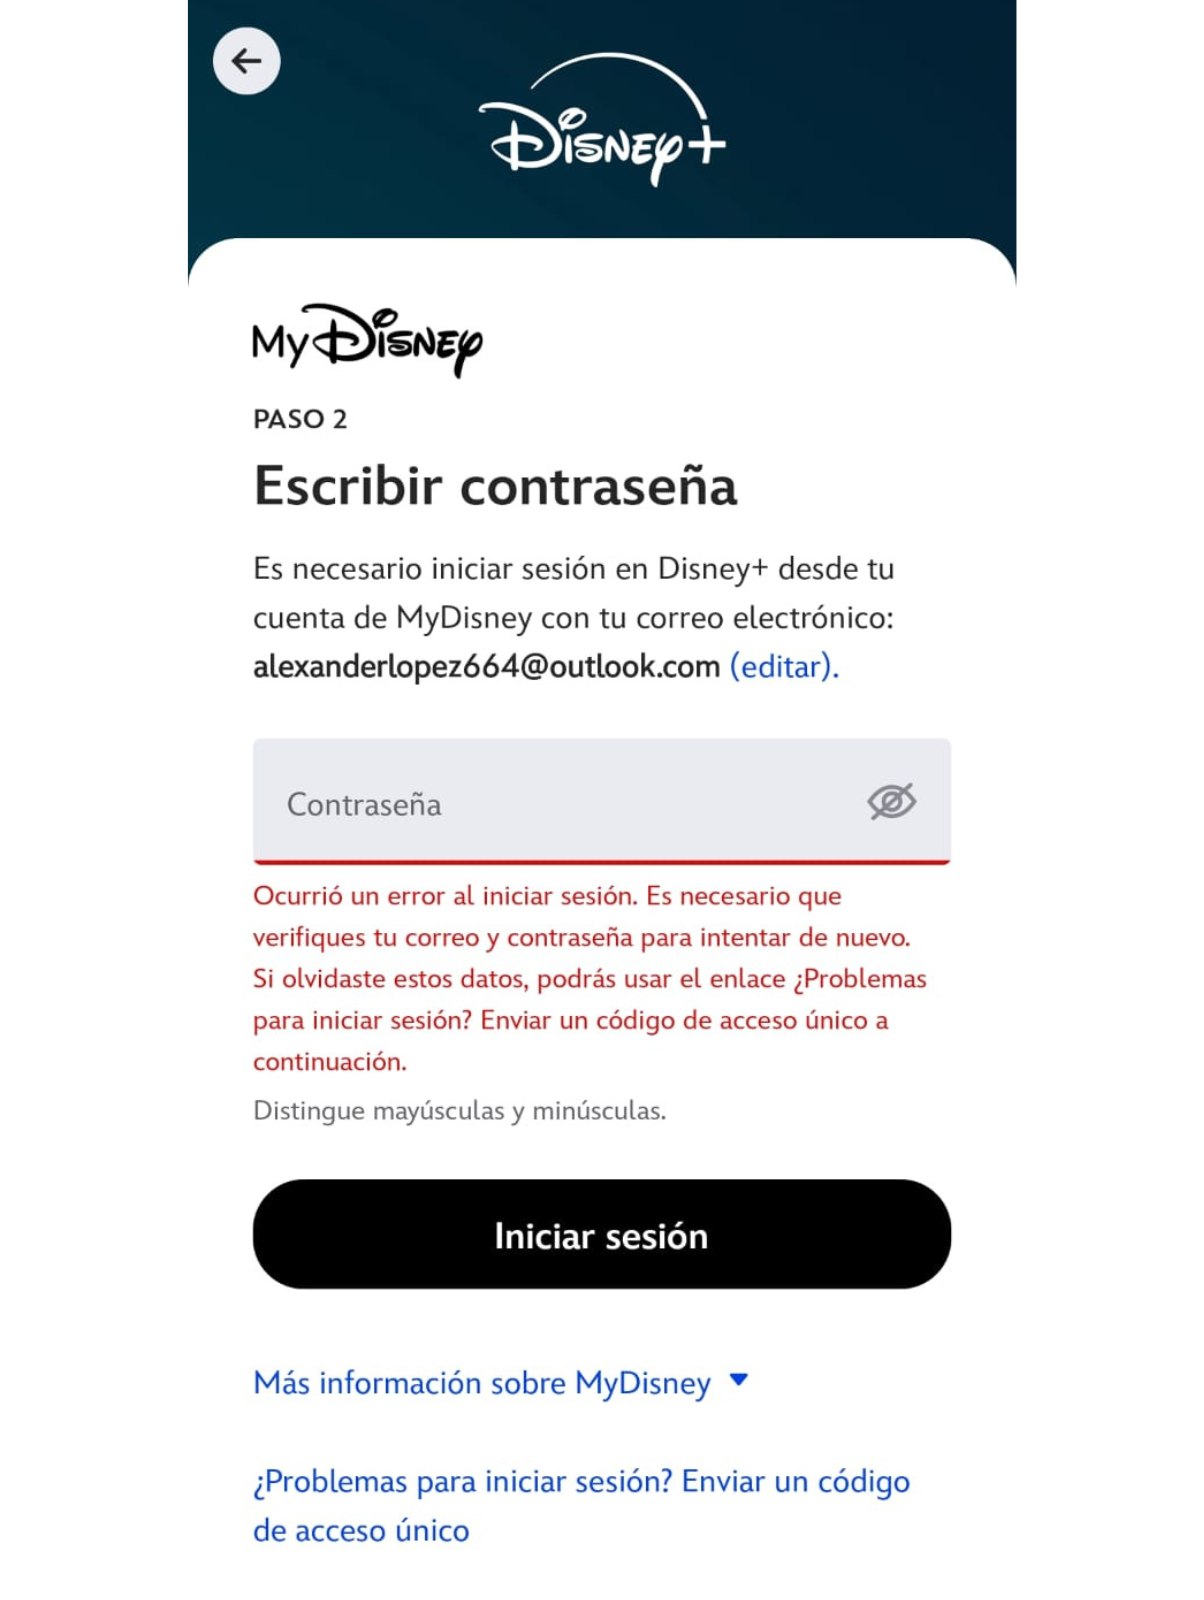 Disney+
MyDisney
PASO 2
Escribir contraseña
Es necesario iniciar sesión en Disney+ desde tu
cuenta de MyDisney con tu correo electrónico:
alexanderlopez664@outlook.com (editar).
Contraseña
Ocurrió un error al iniciar sesión. Es necesario que
verifiques tu correo y contraseña para intentar de nuevo.
Si olvidaste estos datos, podrás usar el enlace ¿Problemas
para iniciar sesión? Enviar un código de acceso único a
continuación.
Distingue mayúsculas y minúsculas.
Iniciar sesión
Más información sobre MyDisney
¿Problemas para iniciar sesión? Enviar un código
de acceso único